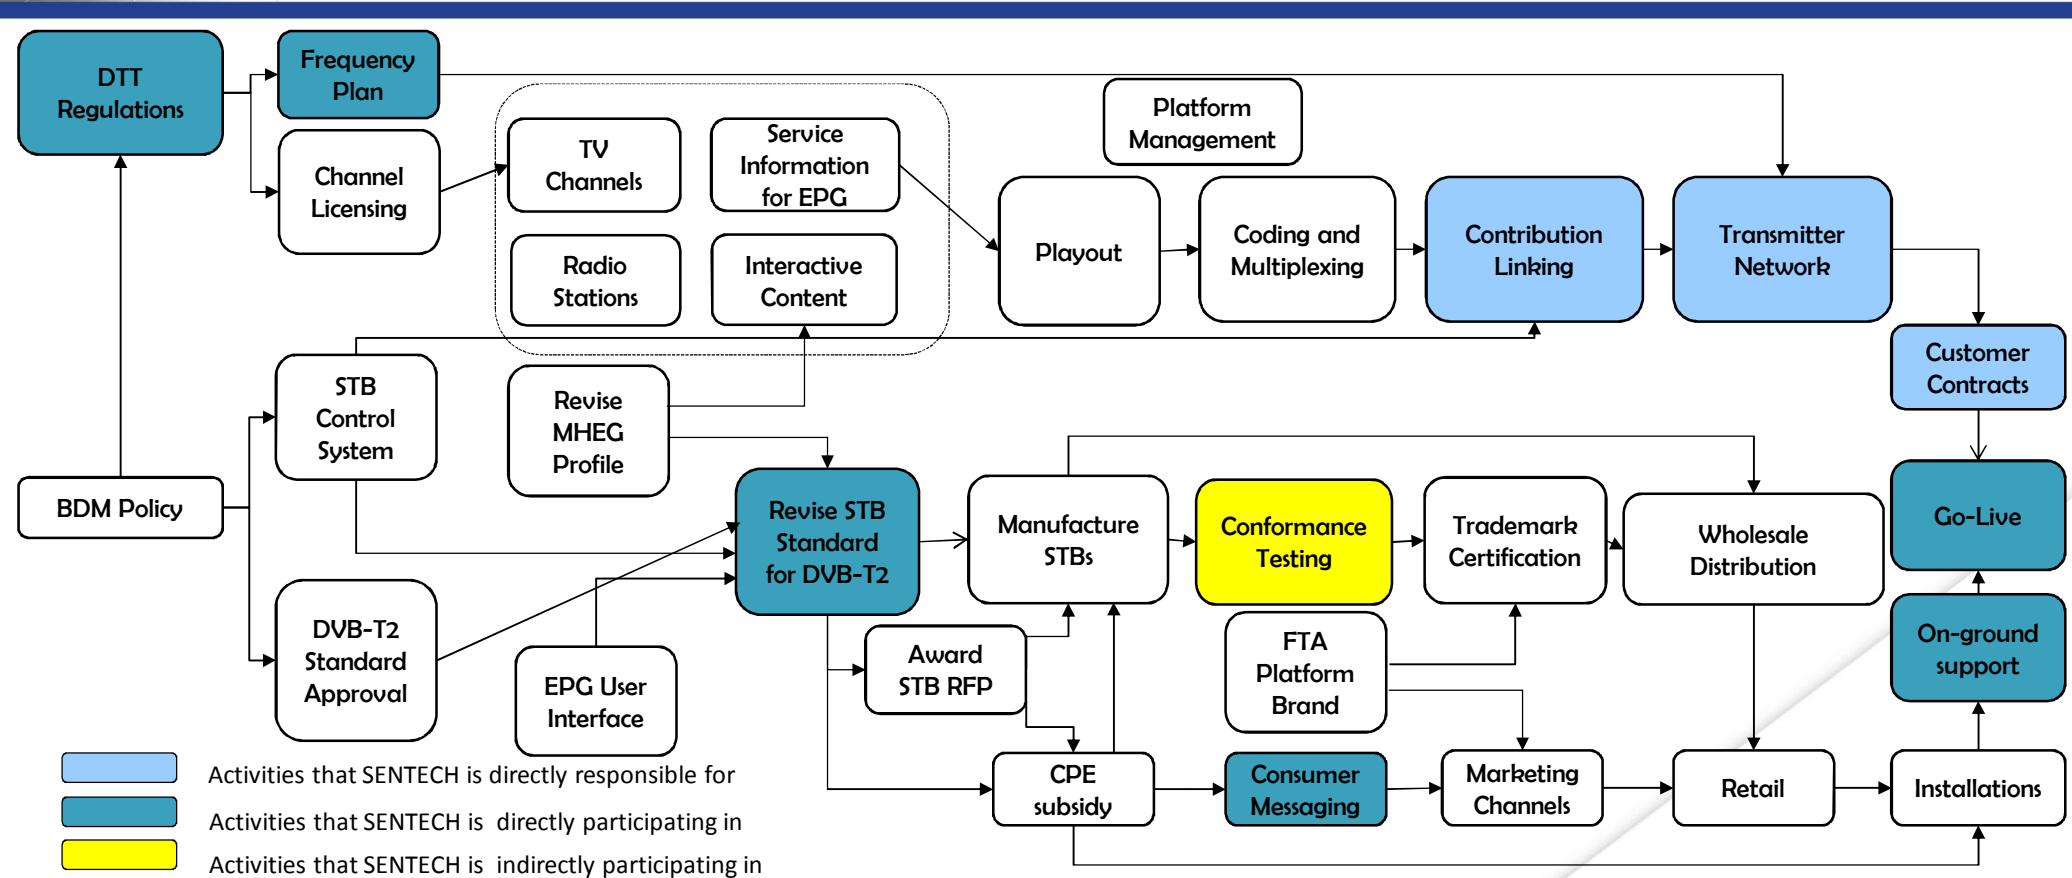 DTT
Regulations
Frequency
Plan
Channel
Licensing
TV
Channels
Service
Information
for EPG
Radio
Stations
Interactive
Content
Platform
Management
Playout
Coding and
Multiplexing
Contribution
Linking
Transmitter
Network
Customer
Contracts
STB
Control
System
Revise
MHEG
Profile
BDM Policy
Revise STB
Standard
for DVB-T2
Manufacture
STBs
Conformance
Testing
Trademark
Certification
Wholesale
Distribution
Go-Live
DVB-T2
Standard
Approval
EPG User
Interface
Award
STB RFP
FTA
Platform
Brand
On-ground
support
CPE
subsidy
Consumer
Messaging
Marketing
Channels
Retail
Installations
Activities that SENTECH is directly responsible for
Activities that SENTECH is  directly participating in
Activities that SENTECH is  indirectly participating in